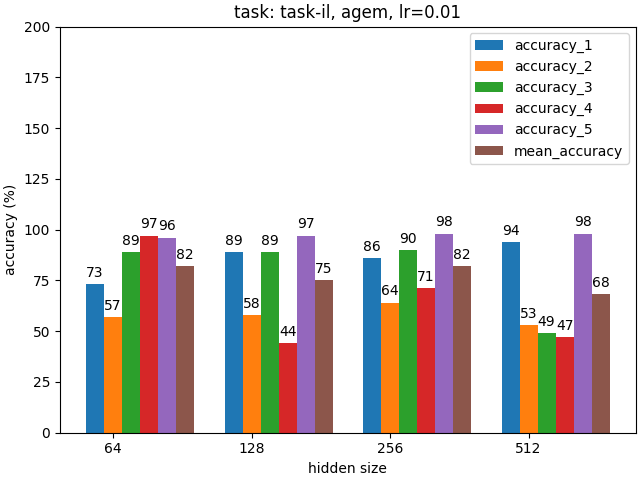 task: task-il, agem, lr=0.01
accuracy (%)
200
175
150
125
100
75
50
25
0
accuracy_1
accuracy_2
accuracy_3
accuracy_4
accuracy_5
mean_accuracy
73 57 89 97 96 82
89 58 89 44 97 75
86 64 90 71 98 82
94 53 49 47 98 68
64 128 256 512
hidden size